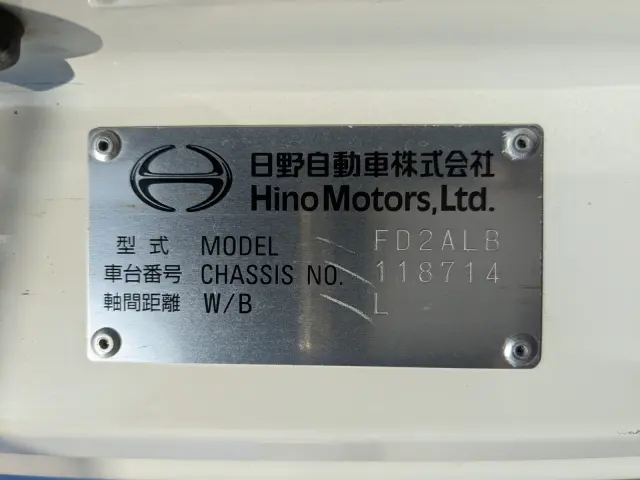 日野自動車株式会社
Hino Motors, Ltd.
型式 MODEL FD2ALB
車台番号 CHASSIS NO. 118714
軸間距離 W/B L